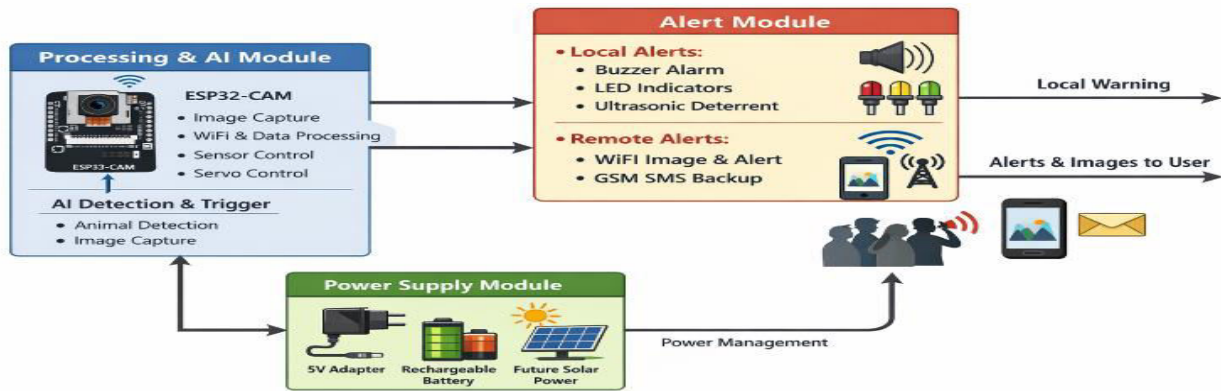 Processing & AI Module
ESP32-CAM
• Image Capture
• WiFi & Data Processing
• Sensor Control
• Servo Control
ESP33-CAM
AI Detection & Trigger
• Animal Detection
• Image Capture
Alert Module
• Local Alerts:
• Buzzer Alarm
• LED Indicators
• Ultrasonic Deterrent
• Remote Alerts:
• WiFI Image & Alert
• GSM SMS Backup
Local Warning
Alerts & Images to User
Power Supply Module
5V Adapter
Rechargeable
Battery
Future Solar
Power
Power Management